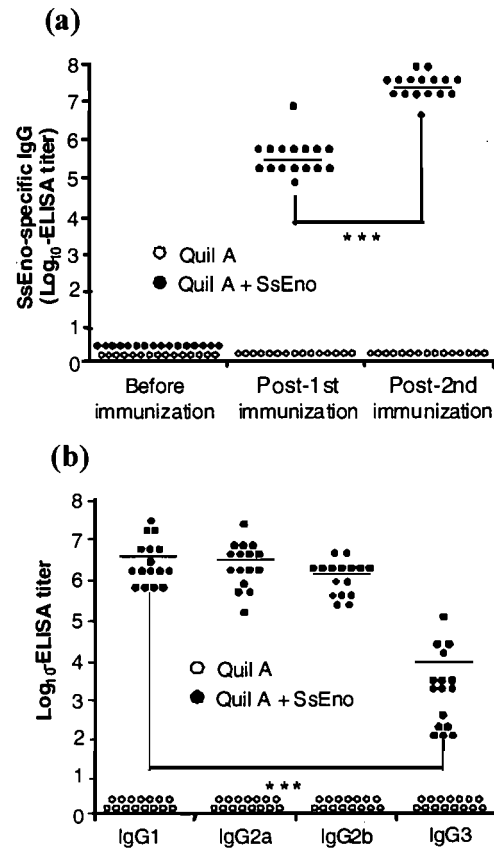 (a)
SsEno-specific IgG
(Log10-ELISA titer)
8
7
6
5
4
3
2
1
0
Quil A
Quil A + SsEno
***
Before
immunization
Post-1st
immunization
Post-2nd
immunization
(b)
Log10-ELISA titer
8
7
6
5
4
3
2
1
0
Quil A
Quil A + SsEno
***
IgG1
IgG2a
IgG2b
IgG3